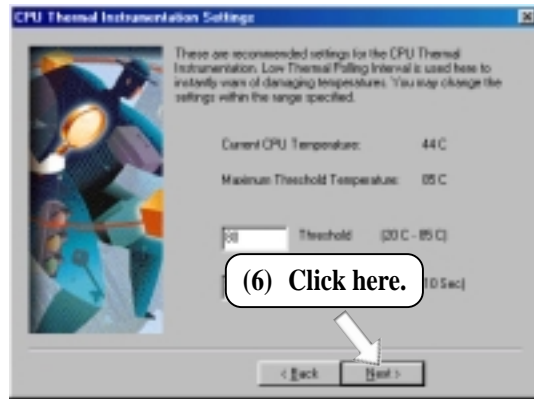 CPU Thermal Instrumentation Settings
These are recommended settings for the CPU Thermal
Instrumentation. Low Thermal Polling Interval is used here to
instantly warn of damaging temperatures. You may change the
settings within the range specified.
Current CPU Temperature: 44 C
Maximum Threshold Temperature: 85 C
80 Threshold (20 C - 85 C)
(6) Click here.
10 Sec)
< Back Next >